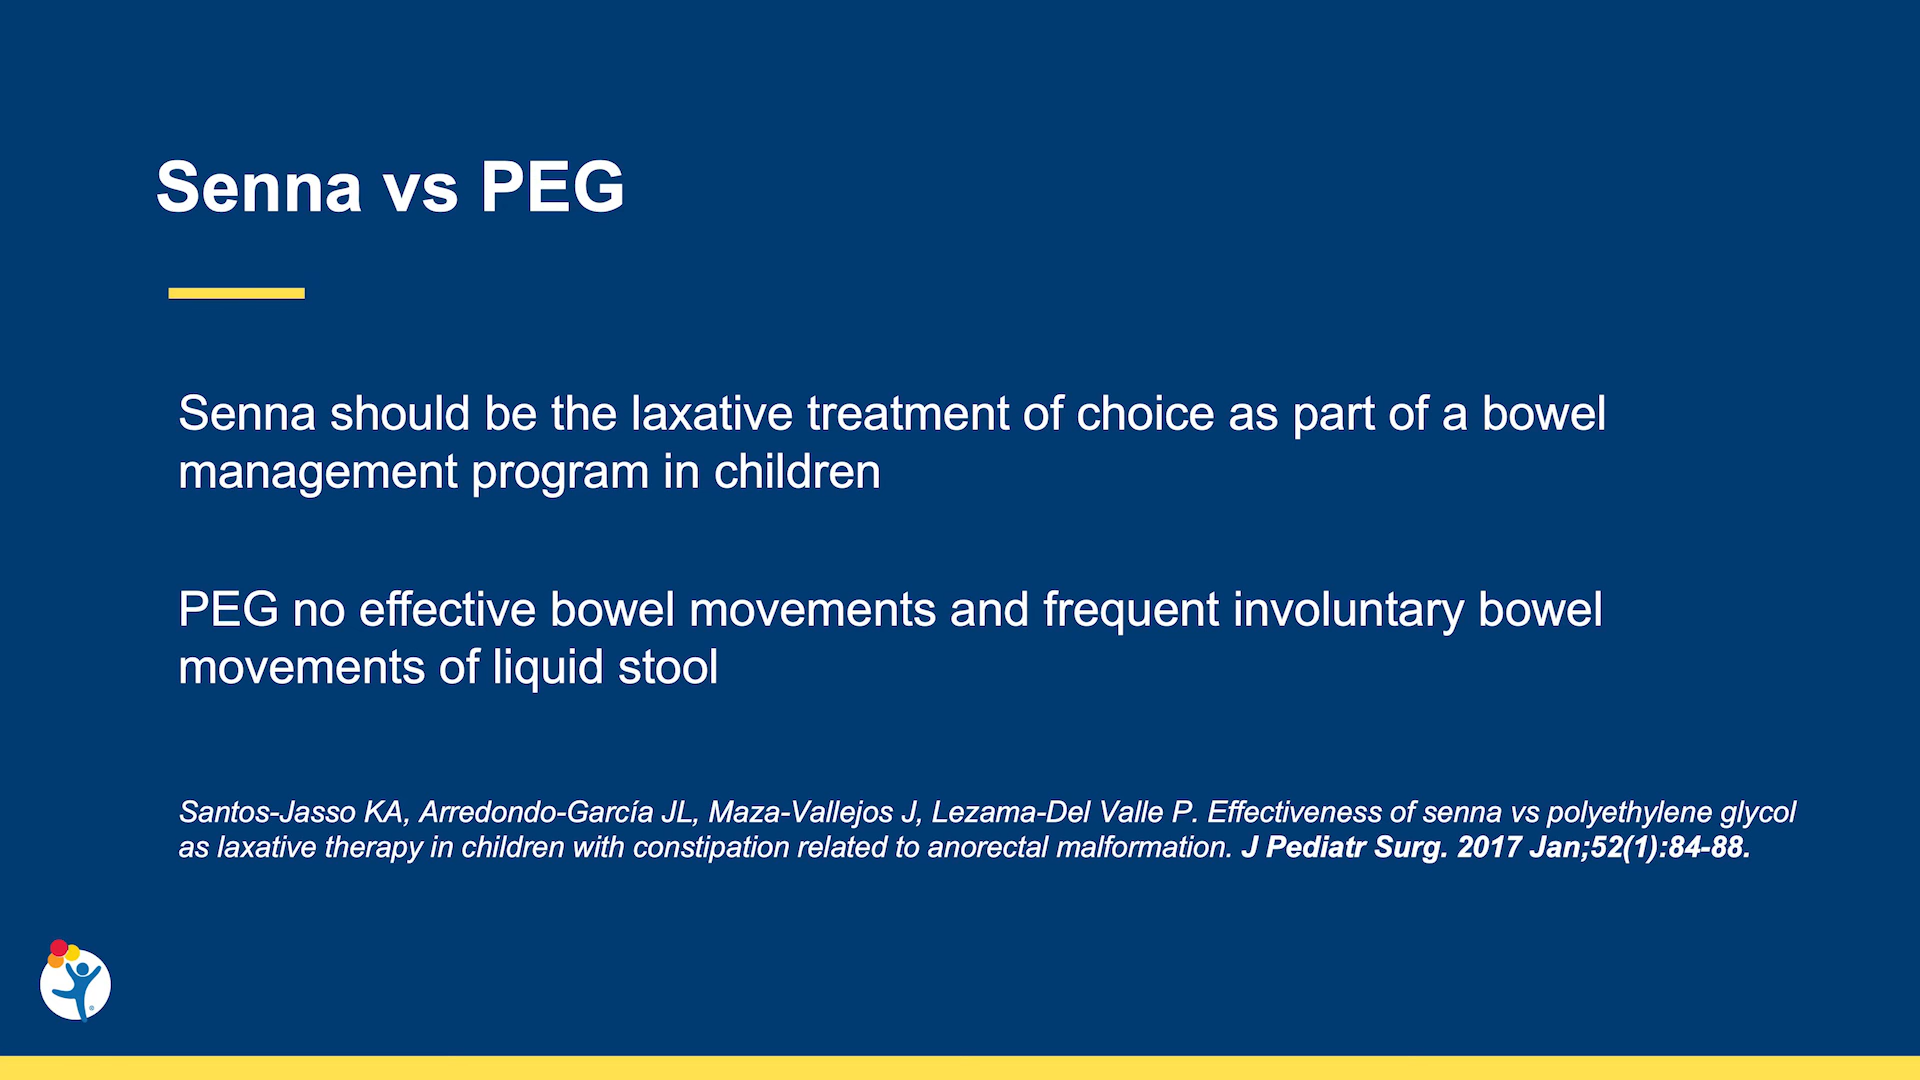 Senna vs PEG
Senna should be the laxative treatment of choice as part of a bowel
management program in children
PEG no effective bowel movements and frequent involuntary bowel
movements of liquid stool
Santos-Jasso KA, Arredondo-García JL, Maza-Vallejos J, Lezama-Del Valle P. Effectiveness of senna vs polyethylene glycol
as laxative therapy in children with constipation related to anorectal malformation. J Pediatr Surg. 2017 Jan;52(1):84-88.